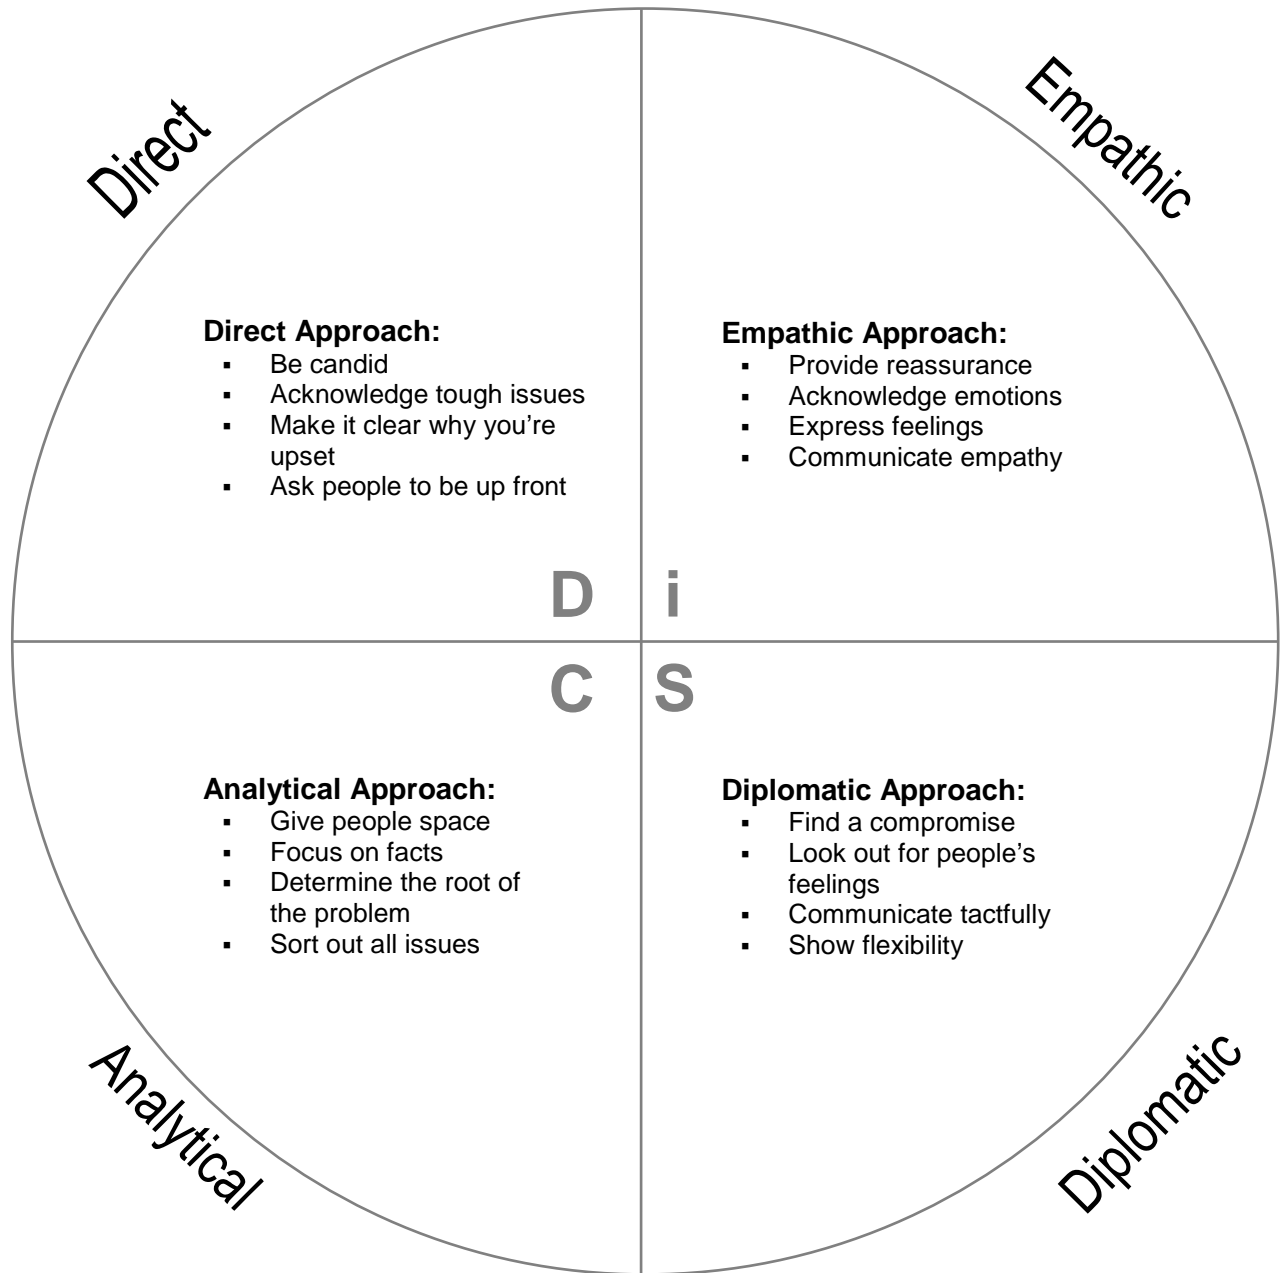 Direct
Empathic
Direct Approach:
▪ Be candid
▪ Acknowledge tough issues
▪ Make it clear why you’re
upset
▪ Ask people to be up front
Empathic Approach:
▪ Provide reassurance
▪ Acknowledge emotions
▪ Express feelings
▪ Communicate empathy
D i
C S
Analytical Approach:
▪ Give people space
▪ Focus on facts
▪ Determine the root of
the problem
▪ Sort out all issues
Diplomatic Approach:
▪ Find a compromise
▪ Look out for people’s
feelings
▪ Communicate tactfully
▪ Show flexibility
Analytical
Diplomatic